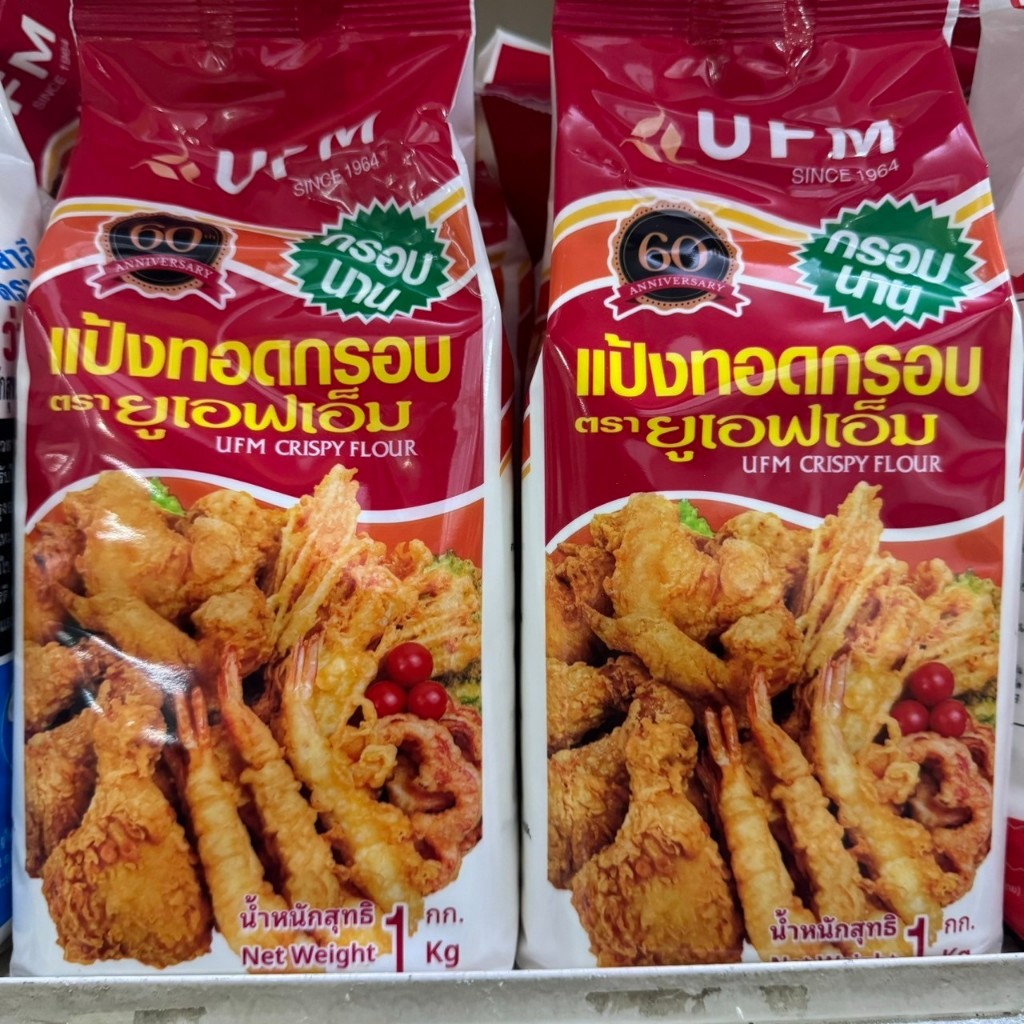 UFM
SINCE 1964
60th
ANNIVERSARY
กรอบ
นาน
แป้งทอดกรอบ
ตรา ยูเอฟเอ็ม
UFM CRISPY FLOUR
น้ำหนักสุทธิ 1 กก.
Net Weight Kg
UFM
SINCE 1964
60th
ANNIVERSARY
กรอบ
นาน
แป้งทอดกรอบ
ตรา ยูเอฟเอ็ม
UFM CRISPY FLOUR
น้ำหนักสุทธิ 1 กก.
Net Weight Kg